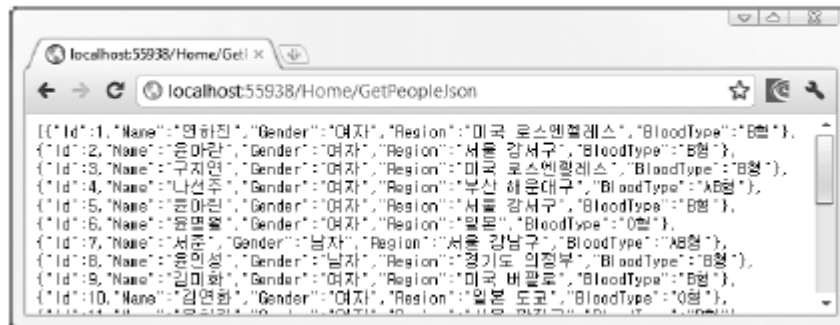 localhost:55938/Home/Get
localhost:55938/Home/GetPeopleJson
[{"Id":1,"Name":"연하진","Gender":"여자","Region":"미국 로스엔젤레스","BloodType":"B형"},
{"Id":2,"Name":"윤마란","Gender":"여자","Region":"서울 강서구","BloodType":"B형"},
{"Id":3,"Name":"구지연","Gender":"여자","Region":"미국 로스엔젤레스","BloodType":"B형"},
{"Id":4,"Name":"나선주","Gender":"여자","Region":"부산 해운대구","BloodType":"AB형"},
{"Id":5,"Name":"윤마린","Gender":"여자","Region":"서울 강서구","BloodType":"B형"},
{"Id":6,"Name":"윤명월","Gender":"여자","Region":"일본","BloodType":"O형"},
{"Id":7,"Name":"서준","Gender":"남자","Region":"서울 강남구","BloodType":"AB형"},
{"Id":8,"Name":"윤의성","Gender":"남자","Region":"경기도 의정부","BloodType":"B형"},
{"Id":9,"Name":"김미화","Gender":"여자","Region":"미국 버팔로","BloodType":"B형"},
{"Id":10,"Name":"김연환","Gender":"여자","Region":"일본 도쿄","BloodType":"O형"},